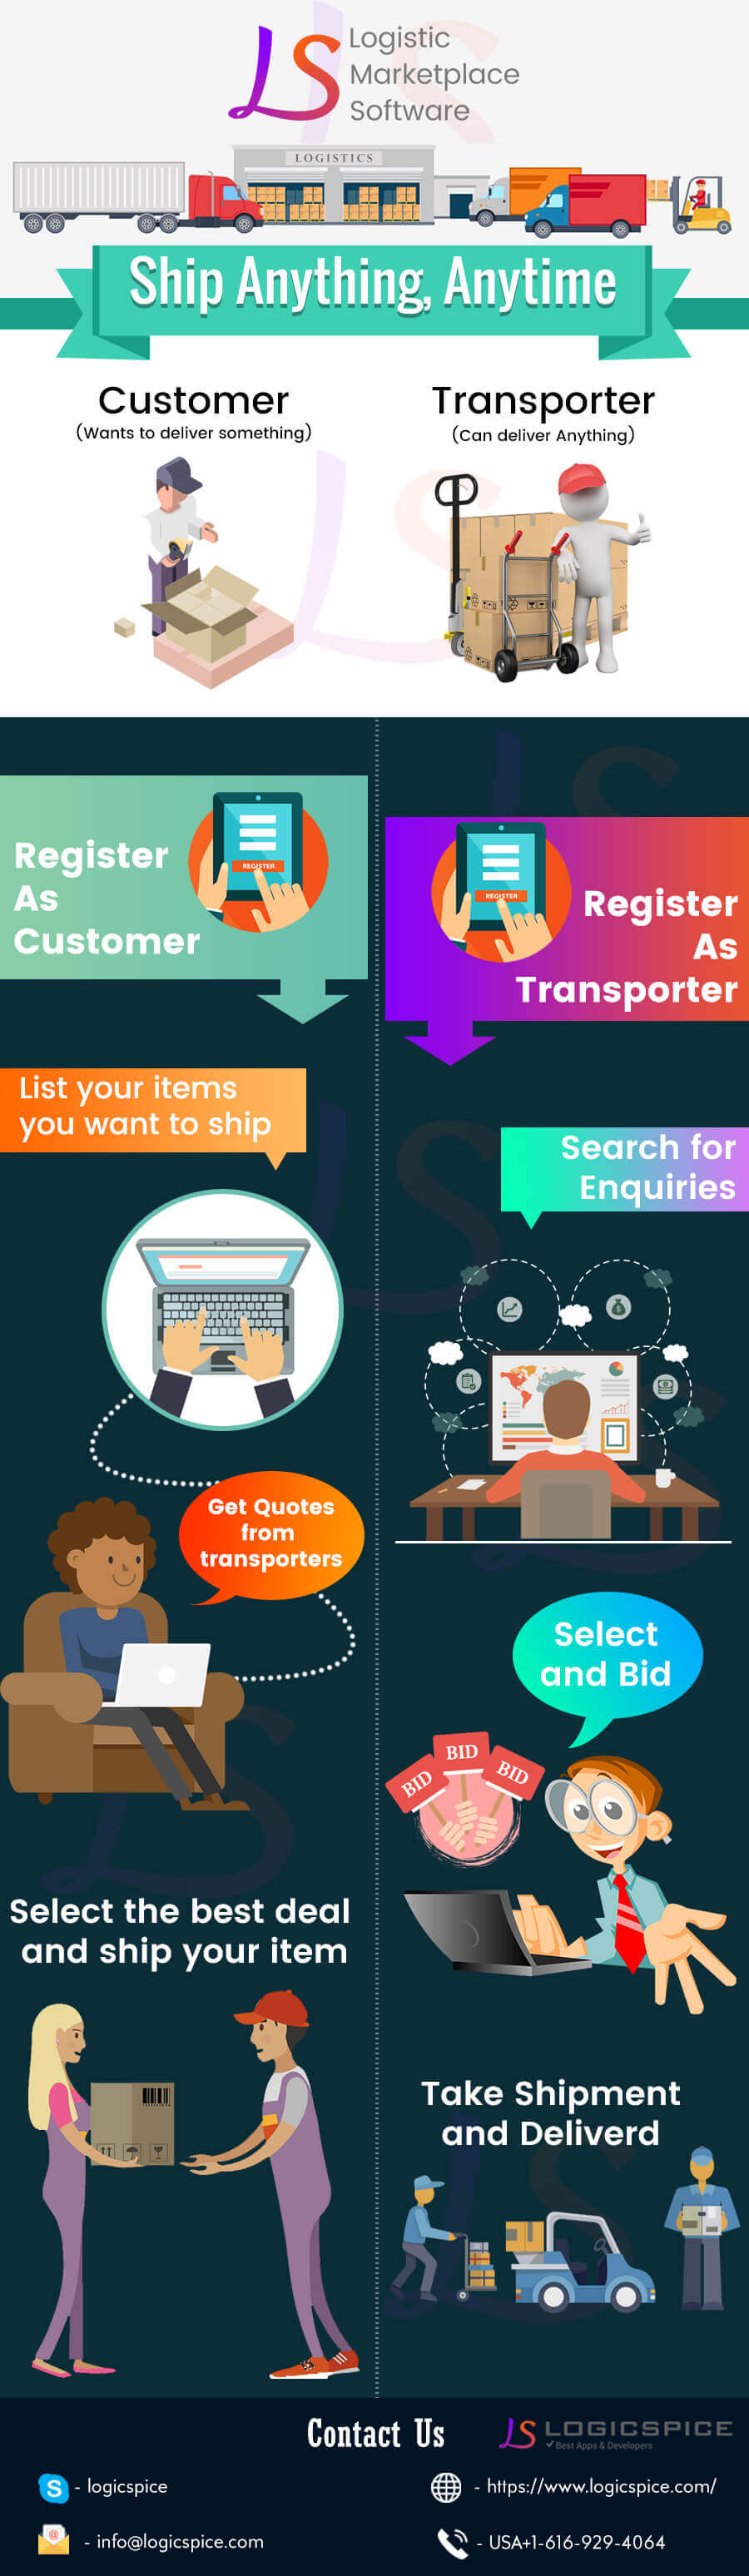 LS Logistic
Marketplace
Software
LOGISTICS
Ship Anything, Anytime
Customer
(Wants to deliver something)
Transporter
(Can deliver Anything)
REGISTER
Register
As
Customer
REGISTER
Register
As
Transporter
List your items
you want to ship
Search for
Enquiries
Get Quotes
from
transporters
Select
and Bid
BID
BID
BID
Select the best deal
and ship your item
Take Shipment
and Deliverd
Contact Us
LS LOGICSPICE
Best Apps & Developers
- logicspice
- https://www.logicspice.com/
- info@logicspice.com
- USA+1-616-929-4064